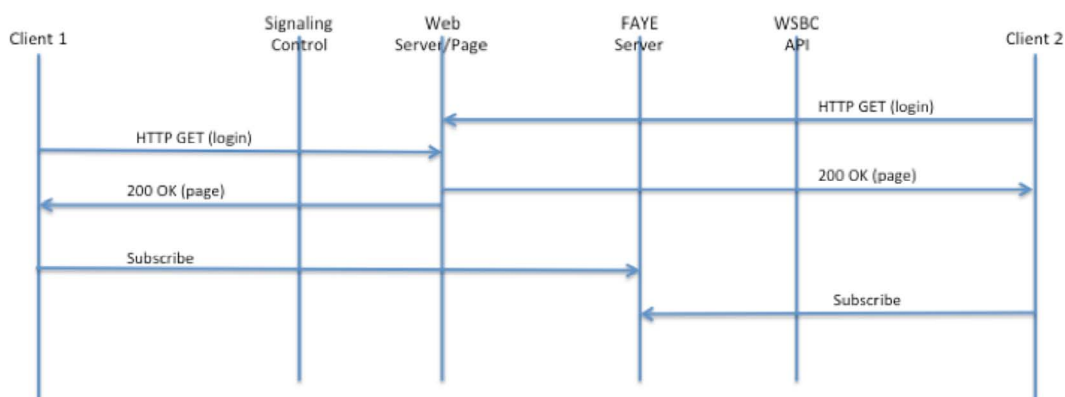 Client 1
Signaling
Control
Web
Server/Page
FAYE
Server
WSBC
API
Client 2
HTTP GET (login)
HTTP GET (login)
200 OK (page)
200 OK (page)
Subscribe
Subscribe